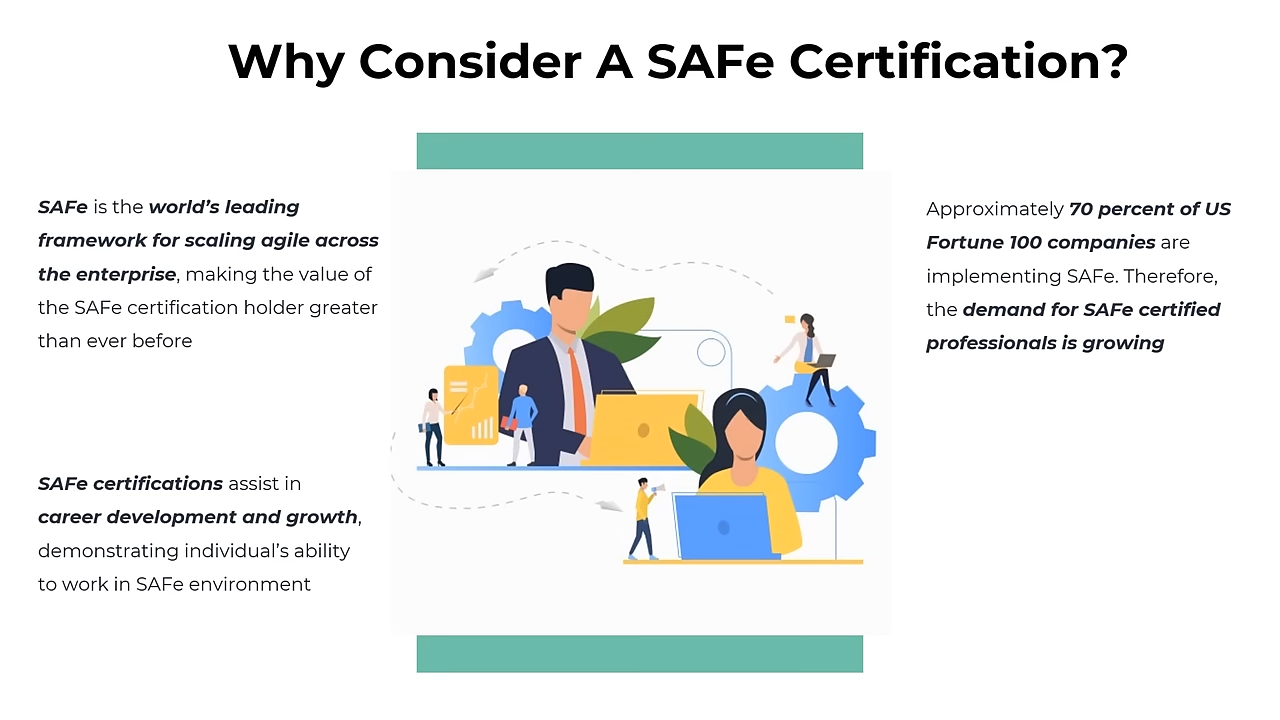 Why Consider A SAFe Certification?
SAFe is the world's leading
framework for scaling agile across
the enterprise, making the value of
the SAFe certification holder greater
than ever before
SAFe certifications assist in
career development and growth,
demonstrating individual's ability
to work in SAFe environment
Approximately 70 percent of US
Fortune 100 companies are
implementing SAFe. Therefore,
the demand for SAFe certified
professionals is growing